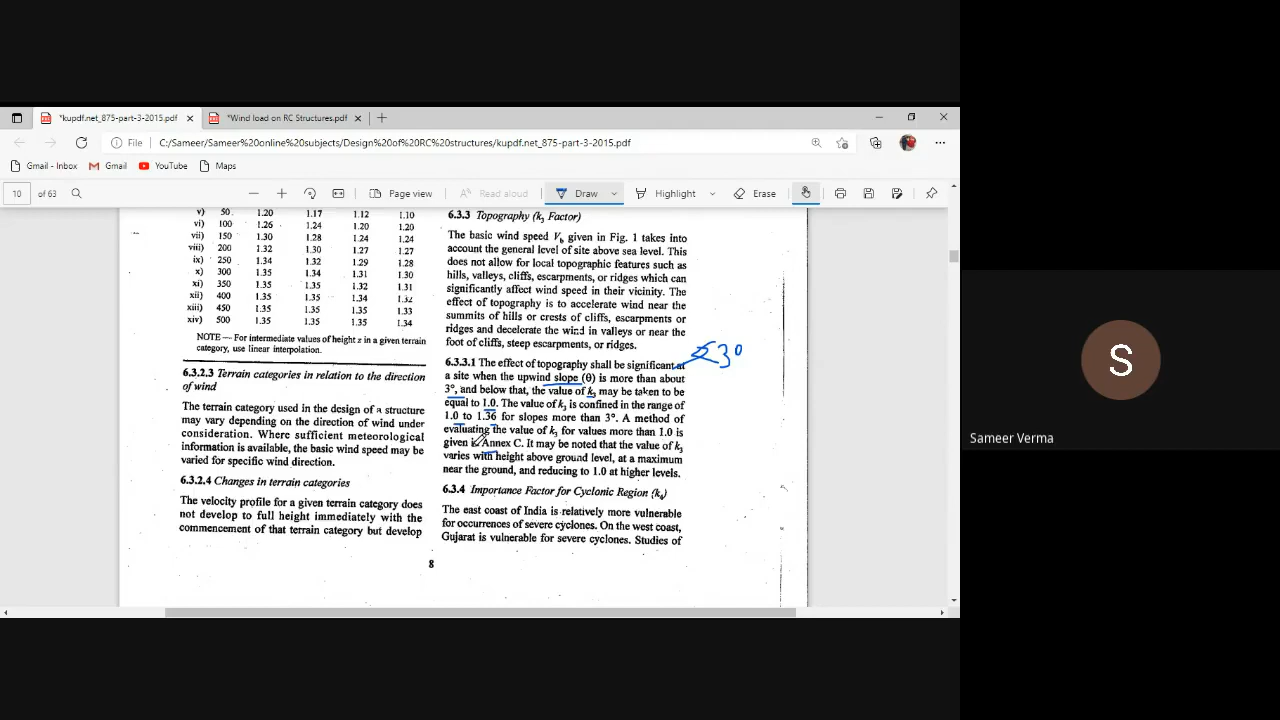 *kupdf.net_875-part-3-2015.pdf
*Wind load on RC Structures.pdf
File
C:/Sameer/Sameer%20online%20subjects/Design%20of%20RC%20structures/kupdf.net_875-part-3-2015.pdf
Gmail - Inbox
Gmail
YouTube
Maps
10 of 63
Page view
Read aloud
Draw
Highlight
Erase
v) 50 1.20 1.17 1.12 1.10
vi) 100 1.26 1.24 1.20 1.20
vii) 150 1.30 1.28 1.24 1.24
viii) 200 1.32 1.30 1.27 1.27
ix) 250 1.34 1.32 1.29 1.28
x) 300 1.35 1.34 1.31 1.30
xi) 350 1.35 1.35 1.32 1.31
xii) 400 1.35 1.35 1.34 1.32
xiii) 450 1.35 1.35 1.35 1.33
xiv) 500 1.35 1.35 1.35 1.34
NOTE — For intermediate values of height z in a given terrain
category, use linear interpolation.
6.3.2.3 Terrain categories in relation to the direction
of wind
The terrain category used in the design of a structure
may vary depending on the direction of wind under
consideration. Where sufficient meteorological
information is available, the basic wind speed may be
varied for specific wind direction.
6.3.2.4 Changes in terrain categories
The velocity profile for a given terrain category does
not develop to full height immediately with the
commencement of that terrain category but develop
6.3.3 Topography (k3 Factor)
The basic wind speed Vb given in Fig. 1 takes into
account the general level of site above sea level. This
does not allow for local topographic features such as
hills, valleys, cliffs, escarpments, or ridges which can
significantly affect wind speed in their vicinity. The
effect of topography is to accelerate wind near the
summits of hills or crests of cliffs, escarpments or
ridges and decelerate the wind in valleys or near the
foot of cliffs, steep escarpments, or ridges.
6.3.3.1 The effect of topography shall be significant at
a site when the upwind slope (θ) is more than about
3°, and below that, the value of k3 may be taken to be
equal to 1.0. The value of k3 is confined in the range of
1.0 to 1.36 for slopes more than 3°. A method of
evaluating the value of k3 for values more than 1.0 is
given in Annex C. It may be noted that the value of k3
varies with height above ground level, at a maximum
near the ground, and reducing to 1.0 at higher levels.
6.3.4 Importance Factor for Cyclonic Region (k4)
The east coast of India is relatively more vulnerable
for occurrences of severe cyclones. On the west coast,
Gujarat is vulnerable for severe cyclones. Studies of
3°
8
S
Sameer Verma